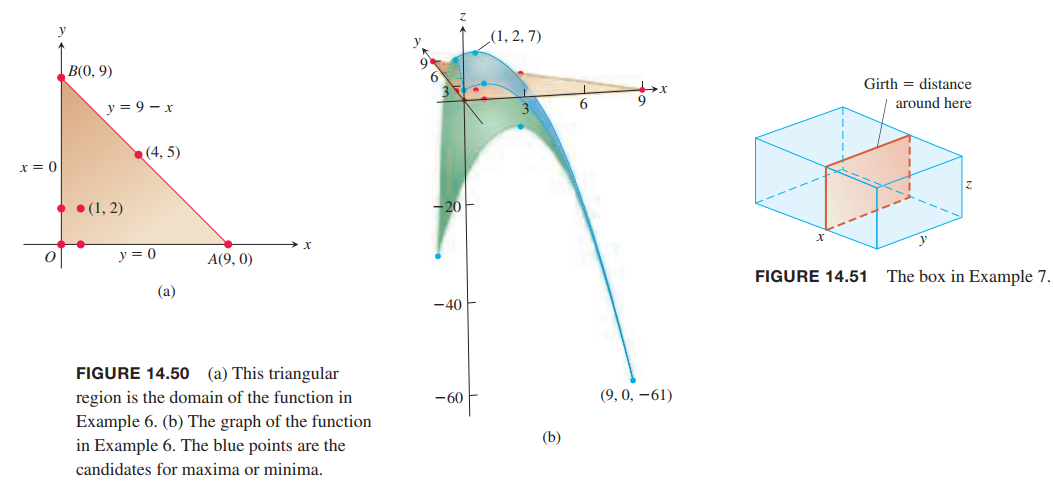 y
B(0, 9)
y = 9 − x
(4, 5)
x = 0
(1, 2)
x
O
y = 0
A(9, 0)
(a)
FIGURE 14.50 (a) This triangular
region is the domain of the function in
Example 6. (b) The graph of the function
in Example 6. The blue points are the
candidates for maxima or minima.
z
(1, 2, 7)
y
9
6
3
x
3
6
9
−20
−40
−60
(9, 0, −61)
(b)
Girth = distance
around here
z
x
y
FIGURE 14.51 The box in Example 7.